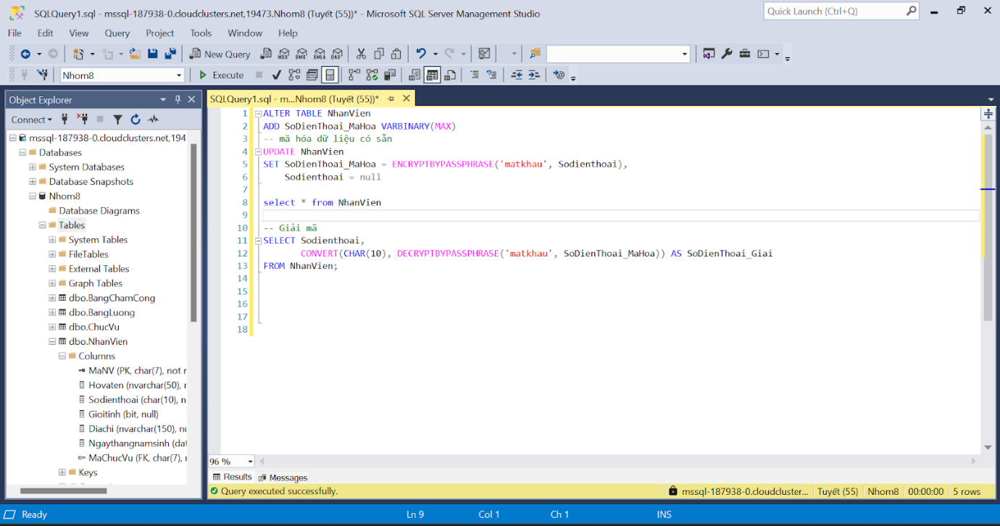 SQLQuery1.sql - mssql-187938-0.cloudclusters.net,19473.Nhom8 (Tuyết (55))* - Microsoft SQL Server Management Studio
Quick Launch (Ctrl+Q)
File Edit View Query Project Tools Window Help
New Query
MDX DMX XMLA DAX
Nhom8
Execute
Object Explorer
SQLQuery1.sql - m...Nhom8 (Tuyết (55))*
Connect
mssql-187938-0.cloudclusters.net,194
Databases
System Databases
Database Snapshots
Nhom8
Database Diagrams
Tables
System Tables
FileTables
External Tables
Graph Tables
dbo.BangChamCong
dbo.BangLuong
dbo.ChucVu
dbo.NhanVien
Columns
MaNV (PK, char(7), not r
Hovaten (nvarchar(50), r
Sodienthoai (char(10), n
Gioitinh (bit, null)
Diachi (nvarchar(150), nu
Ngaythangnamsinh (dat
MaChucVu (FK, char(7), r
Keys
1 ALTER TABLE NhanVien
2 ADD SoDienThoai_MaHoa VARBINARY(MAX)
3 -- mã hóa dữ liệu có sẵn
4 UPDATE NhanVien
5 SET SoDienThoai_MaHoa = ENCRYPTBYPASSPHRASE('matkhau', Sodienthoai),
6 Sodienthoai = null
7
8 select * from NhanVien
9
10 -- Giải mã
11 SELECT Sodienthoai,
12 CONVERT(CHAR(10), DECRYPTBYPASSPHRASE('matkhau', SoDienThoai_MaHoa)) AS SoDienThoai_Giai
13 FROM NhanVien;
14
15
16
17
18
96 %
Results Messages
Query executed successfully.
mssql-187938-0.cloudcluster... Tuyết (55) Nhom8 00:00:00 5 rows
Ready Ln 9 Col 1 Ch 1 INS